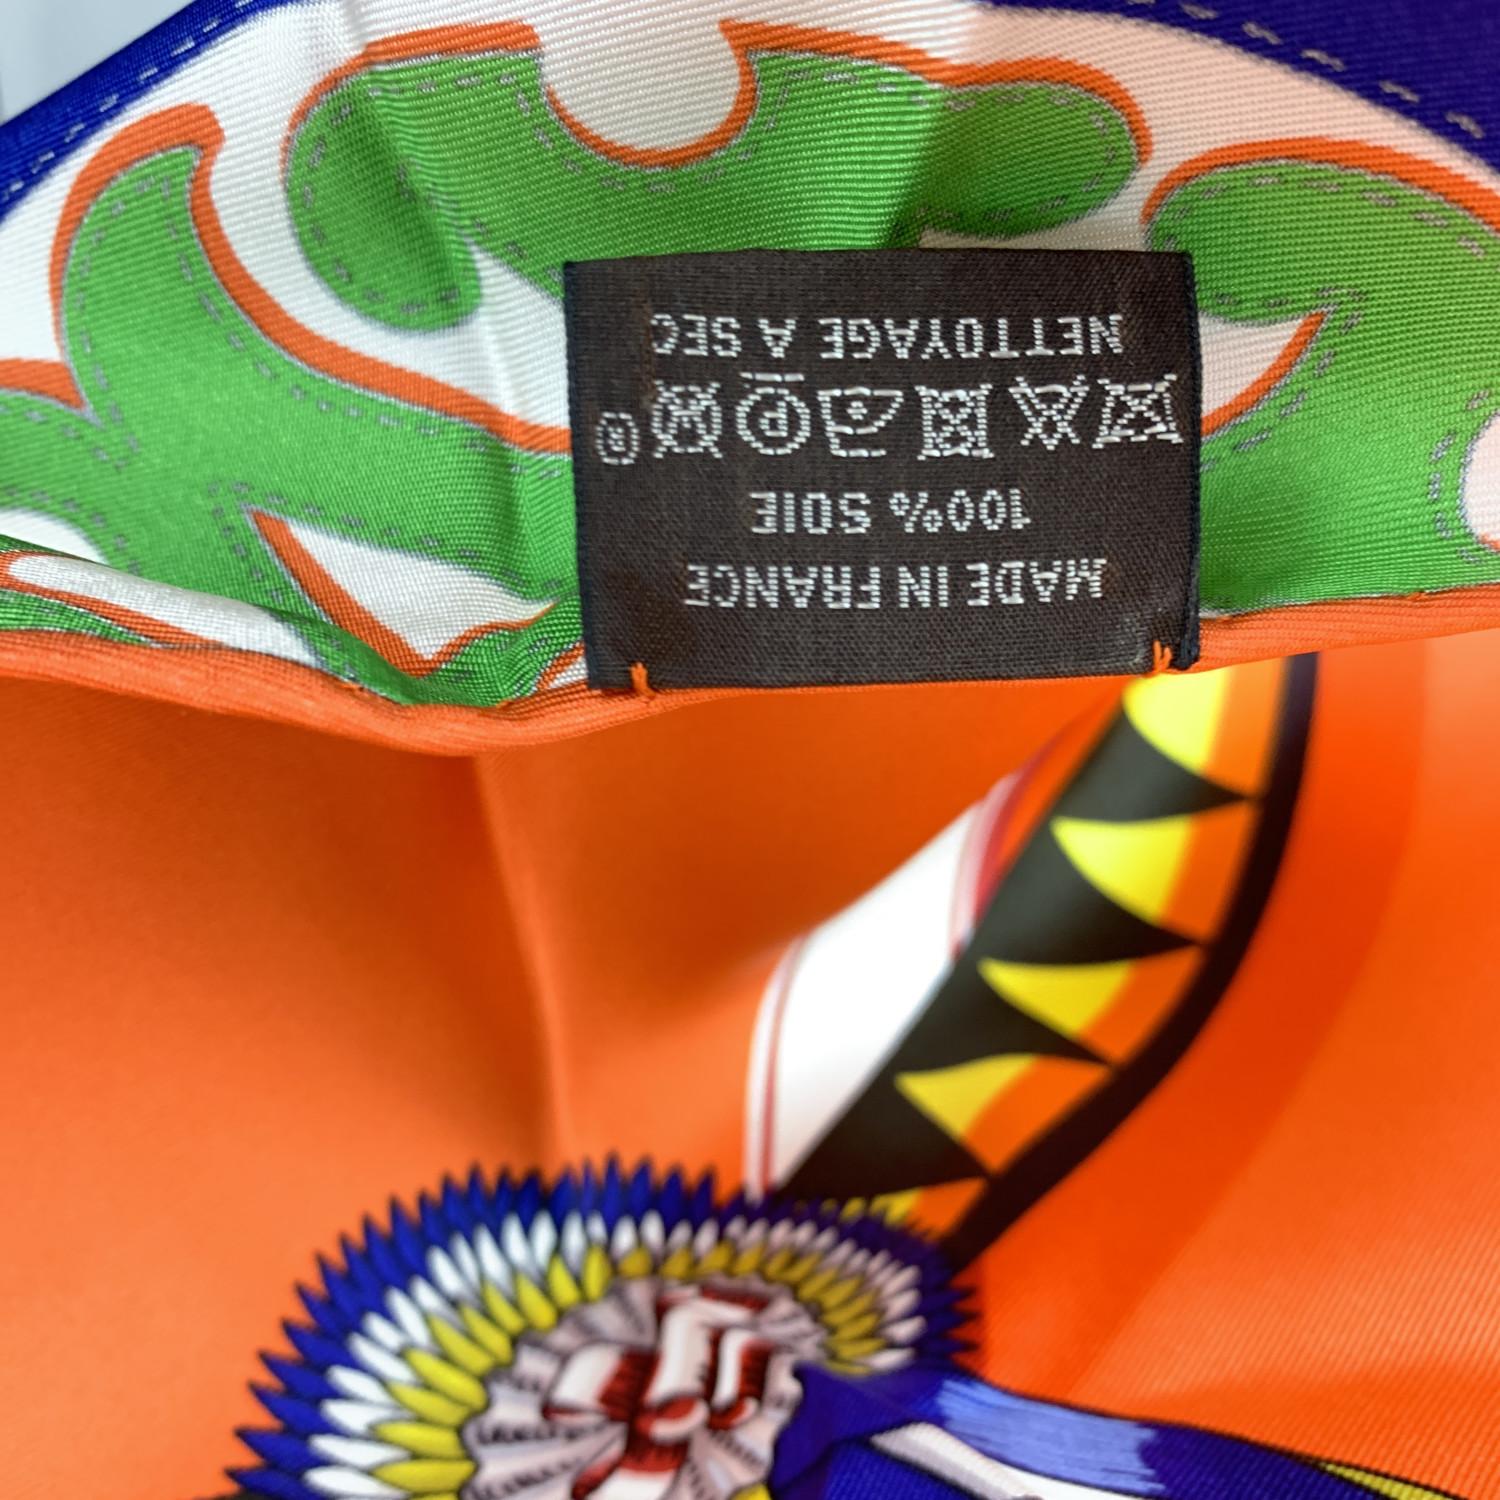 MADE IN FRANCE
100% SOIE
P W ®
NETTOYAGE A SEC